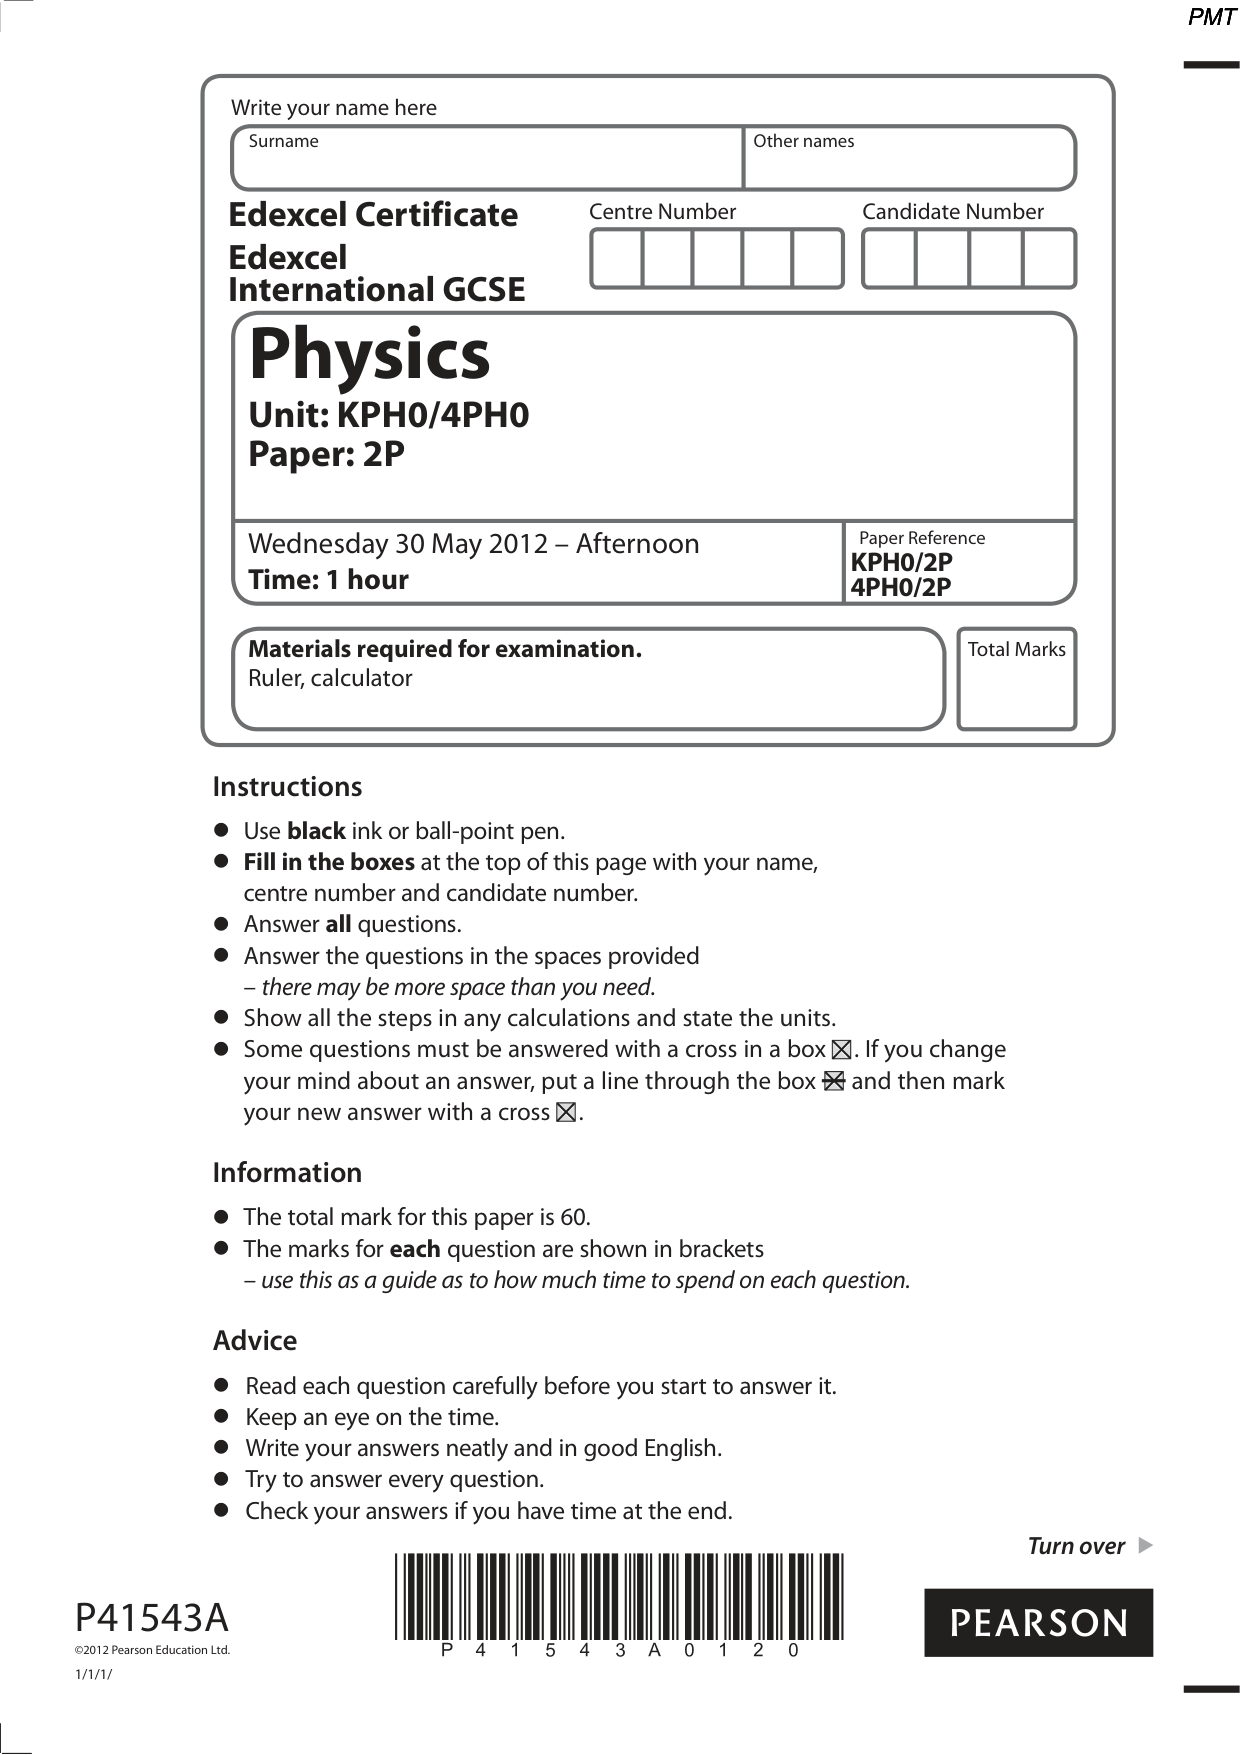 PMT
Write your name here
Surname
Other names
Edexcel Certificate
Edexcel
International GCSE
Centre Number
Candidate Number
Physics
Unit: KPH0/4PH0
Paper: 2P
Wednesday 30 May 2012 – Afternoon
Time: 1 hour
Paper Reference
KPH0/2P
4PH0/2P
Materials required for examination.
Ruler, calculator
Total Marks
Instructions
● Use black ink or ball-point pen.
● Fill in the boxes at the top of this page with your name,
centre number and candidate number.
● Answer all questions.
● Answer the questions in the spaces provided
– there may be more space than you need.
● Show all the steps in any calculations and state the units.
● Some questions must be answered with a cross in a box ☒. If you change
your mind about an answer, put a line through the box ☒ and then mark
your new answer with a cross ☒.
Information
● The total mark for this paper is 60.
● The marks for each question are shown in brackets
– use this as a guide as to how much time to spend on each question.
Advice
● Read each question carefully before you start to answer it.
● Keep an eye on the time.
● Write your answers neatly and in good English.
● Try to answer every question.
● Check your answers if you have time at the end.
Turn over
P41543A
©2012 Pearson Education Ltd.
1/1/1/
P41543A0120
PEARSON